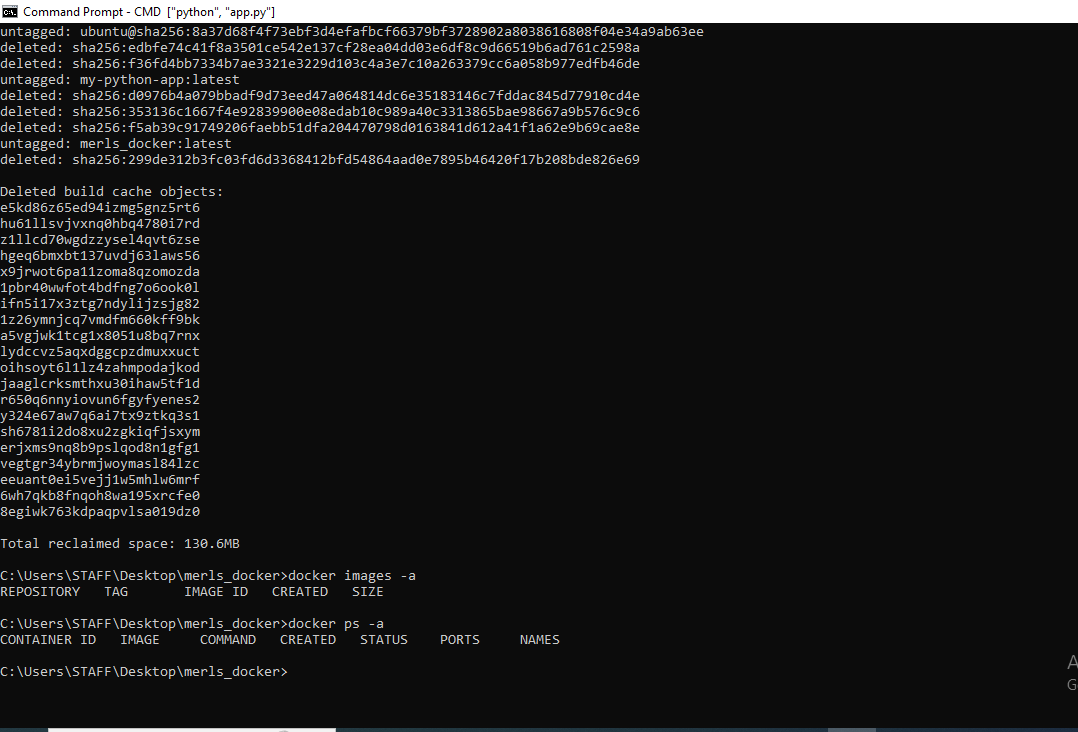 Command Prompt - CMD ["python", "app.py"]
untagged: ubuntu@sha256:8a37d68f4f73ebf3d4efafbcf66379bf3728902a8038616808f04e34a9ab63ee
deleted: sha256:edbfe74c41f8a3501ce542e137cf28ea04dd03e6df8c9d66519b6ad761c2598a
deleted: sha256:f36fd4bb7334b7ae3321e3229d103c4a3e7c10a263379cc6a058b977edfb46de
untagged: my-python-app:latest
deleted: sha256:d0976b4a079bbadf9d73eed47a064814dc6e35183146c7fddac845d77910cd4e
deleted: sha256:353136c1667f4e92839900e08edab10c989a40c3313865bae98667a9b576c9c6
deleted: sha256:f5ab39c91749206faebb51dfa204470798d0163841d612a41f1a62e9b69cae8e
untagged: merls_docker:latest
deleted: sha256:299de312b3fc03fd6d3368412bfd54864aad0e7895b46420f17b208bde826e69
Deleted build cache objects:
e5kd86z65ed94izmg5gnz5rt6
hu61llsvjvxnq0hbq4780i7rd
z1llcd70wgdzzysel4qvt6zse
hgeq6bmxbt137uvdj63laws56
x9jrwot6pa11zoma8qzomozda
1pbr40wwfot4bdfng7o6ook0l
ifn5i17x3ztg7ndylijzsjg82
1z26ymnjcq7vmdfm660kff9bk
a5vgjwk1tcg1x8051u8bq7rnx
lydccvz5aqxdggcpzdmuxxuct
oihsoyt6l1lz4zahmpodajkod
jaaglcrksmthxu30ihaw5tf1d
r650q6nnyiovun6fgyfyenes2
y324e67aw7q6ai7tx9ztkq3s1
sh6781i2do8xu2zgkiqfjsxym
erjxms9nq8b9pslqod8n1gfg1
vegtgr34ybrmjwoymasl84lzc
eeuant0ei5vejj1w5mhlw6mrf
6wh7qkb8fnqoh8wa195xrcfe0
8egiwk763kdpaqpvlsa019dz0
Total reclaimed space: 130.6MB
C:\Users\STAFF\Desktop\merls_docker>docker images -a
REPOSITORY TAG IMAGE ID CREATED SIZE
C:\Users\STAFF\Desktop\merls_docker>docker ps -a
CONTAINER ID IMAGE COMMAND CREATED STATUS PORTS NAMES
C:\Users\STAFF\Desktop\merls_docker>
A
G